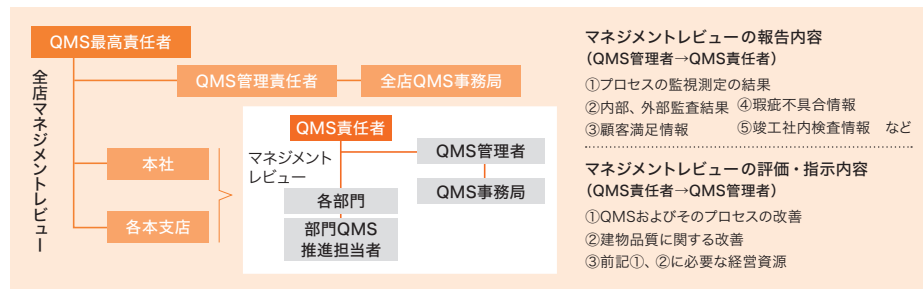 QMS最高責任者
全店マネジメントレビュー
QMS管理責任者
全店QMS事務局
本社
各本支店
QMS責任者
マネジメント
レビュー
QMS管理者
QMS事務局
各部門
部門QMS
推進担当者
マネジメントレビューの報告内容
(QMS管理者→QMS責任者)
①プロセスの監視測定の結果
②内部、外部監査結果 ④瑕疵不具合情報
③顧客満足情報 ⑤竣工社内検査情報 など
マネジメントレビューの評価・指示内容
(QMS責任者→QMS管理者)
①QMSおよびそのプロセスの改善
②建物品質に関する改善
③前記①、②に必要な経営資源